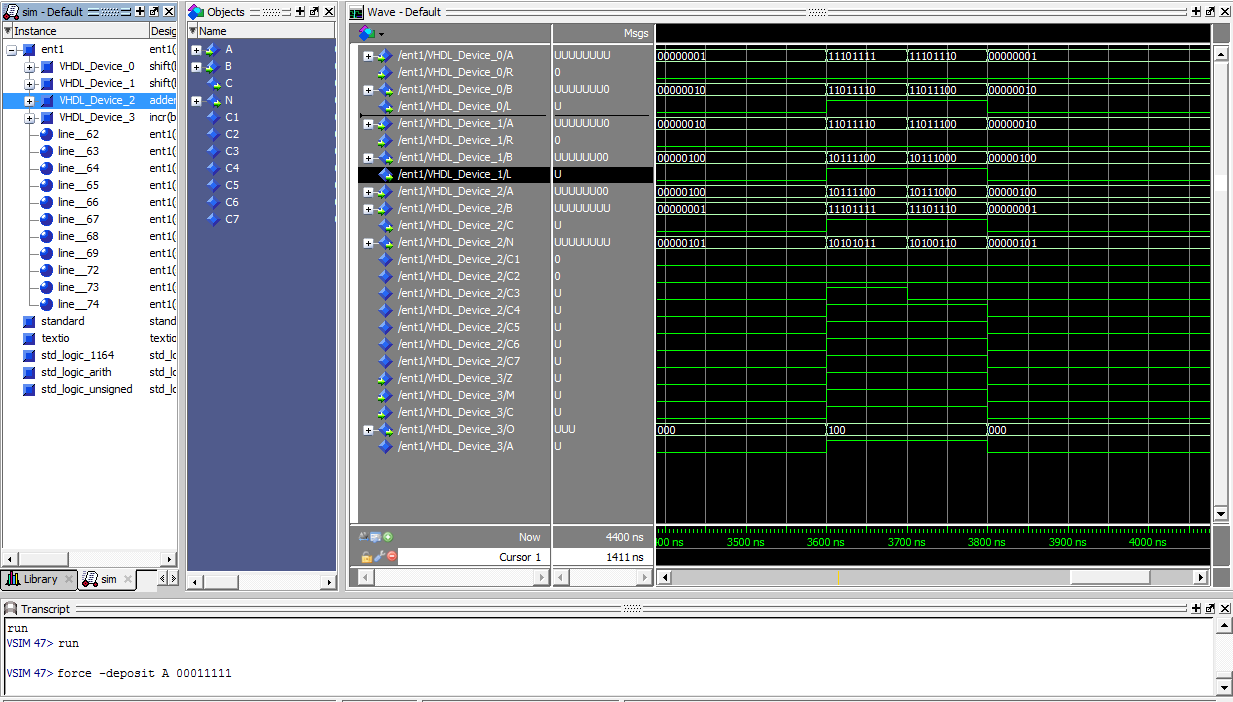 sim - Default
Instance Desig
ent1 ent1(
VHDL_Device_0 shift(l
VHDL_Device_1 shift(l
VHDL_Device_2 adder
VHDL_Device_3 incr(b
line__62 ent1(
line__63 ent1(
line__64 ent1(
line__65 ent1(
line__66 ent1(
line__67 ent1(
line__68 ent1(
line__69 ent1(
line__72 ent1(
line__73 ent1(
line__74 ent1(
standard stand
textio textio
std_logic_1164 std_lo
std_logic_arith std_lo
std_logic_unsigned std_lo
Library sim
Objects
Name
A
B
C
N
C1
C2
C3
C4
C5
C6
C7
Wave - Default
Msgs
/ent1/VHDL_Device_0/A UUUUUUUU 00000001 11101111 11101110 00000001
/ent1/VHDL_Device_0/R 0
/ent1/VHDL_Device_0/B UUUUUUU0 00000010 11011110 11011100 00000010
/ent1/VHDL_Device_0/L U
/ent1/VHDL_Device_1/A UUUUUUU0 00000010 11011110 11011100 00000010
/ent1/VHDL_Device_1/R 0
/ent1/VHDL_Device_1/B UUUUUU00 00000100 10111100 10111000 00000100
/ent1/VHDL_Device_1/L U
/ent1/VHDL_Device_2/A UUUUUU00 00000100 10111100 10111000 00000100
/ent1/VHDL_Device_2/B UUUUUUUU 00000001 11101111 11101110 00000001
/ent1/VHDL_Device_2/C U
/ent1/VHDL_Device_2/N UUUUUUUU 00000101 10101011 10100110 00000101
/ent1/VHDL_Device_2/C1 0
/ent1/VHDL_Device_2/C2 0
/ent1/VHDL_Device_2/C3 U
/ent1/VHDL_Device_2/C4 U
/ent1/VHDL_Device_2/C5 U
/ent1/VHDL_Device_2/C6 U
/ent1/VHDL_Device_2/C7 U
/ent1/VHDL_Device_3/Z U
/ent1/VHDL_Device_3/M U
/ent1/VHDL_Device_3/C U
/ent1/VHDL_Device_3/O UUU 000 100 000
/ent1/VHDL_Device_3/A U
Now 4400 ns 00 ns 3500 ns 3600 ns 3700 ns 3800 ns 3900 ns 4000 ns
Cursor 1 1411 ns
Transcript
run
VSIM 47> run
VSIM 47> force -deposit A 00011111